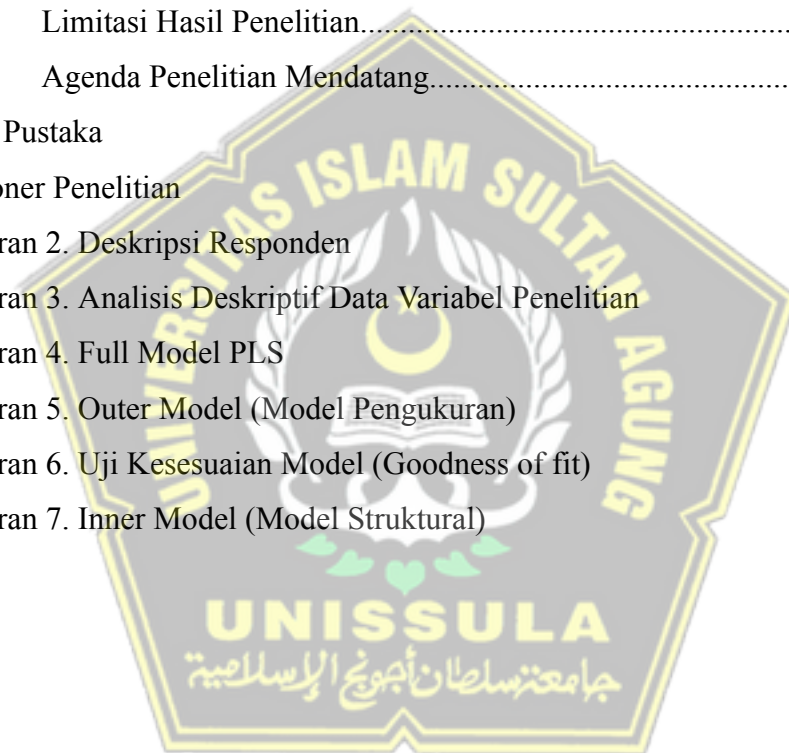 Limitasi Hasil Penelitian..........................................................
Agenda Penelitian Mendatang................................................
Pustaka
oner Penelitian
ran 2. Deskripsi Responden
ran 3. Analisis Deskriptif Data Variabel Penelitian
ran 4. Full Model PLS
ran 5. Outer Model (Model Pengukuran)
ran 6. Uji Kesesuaian Model (Goodness of fit)
ran 7. Inner Model (Model Struktural)
UNIVERSITAS ISLAM SULTAN AGUNG
UNISSULA
جامعة سلطان أجونج الإسلامية